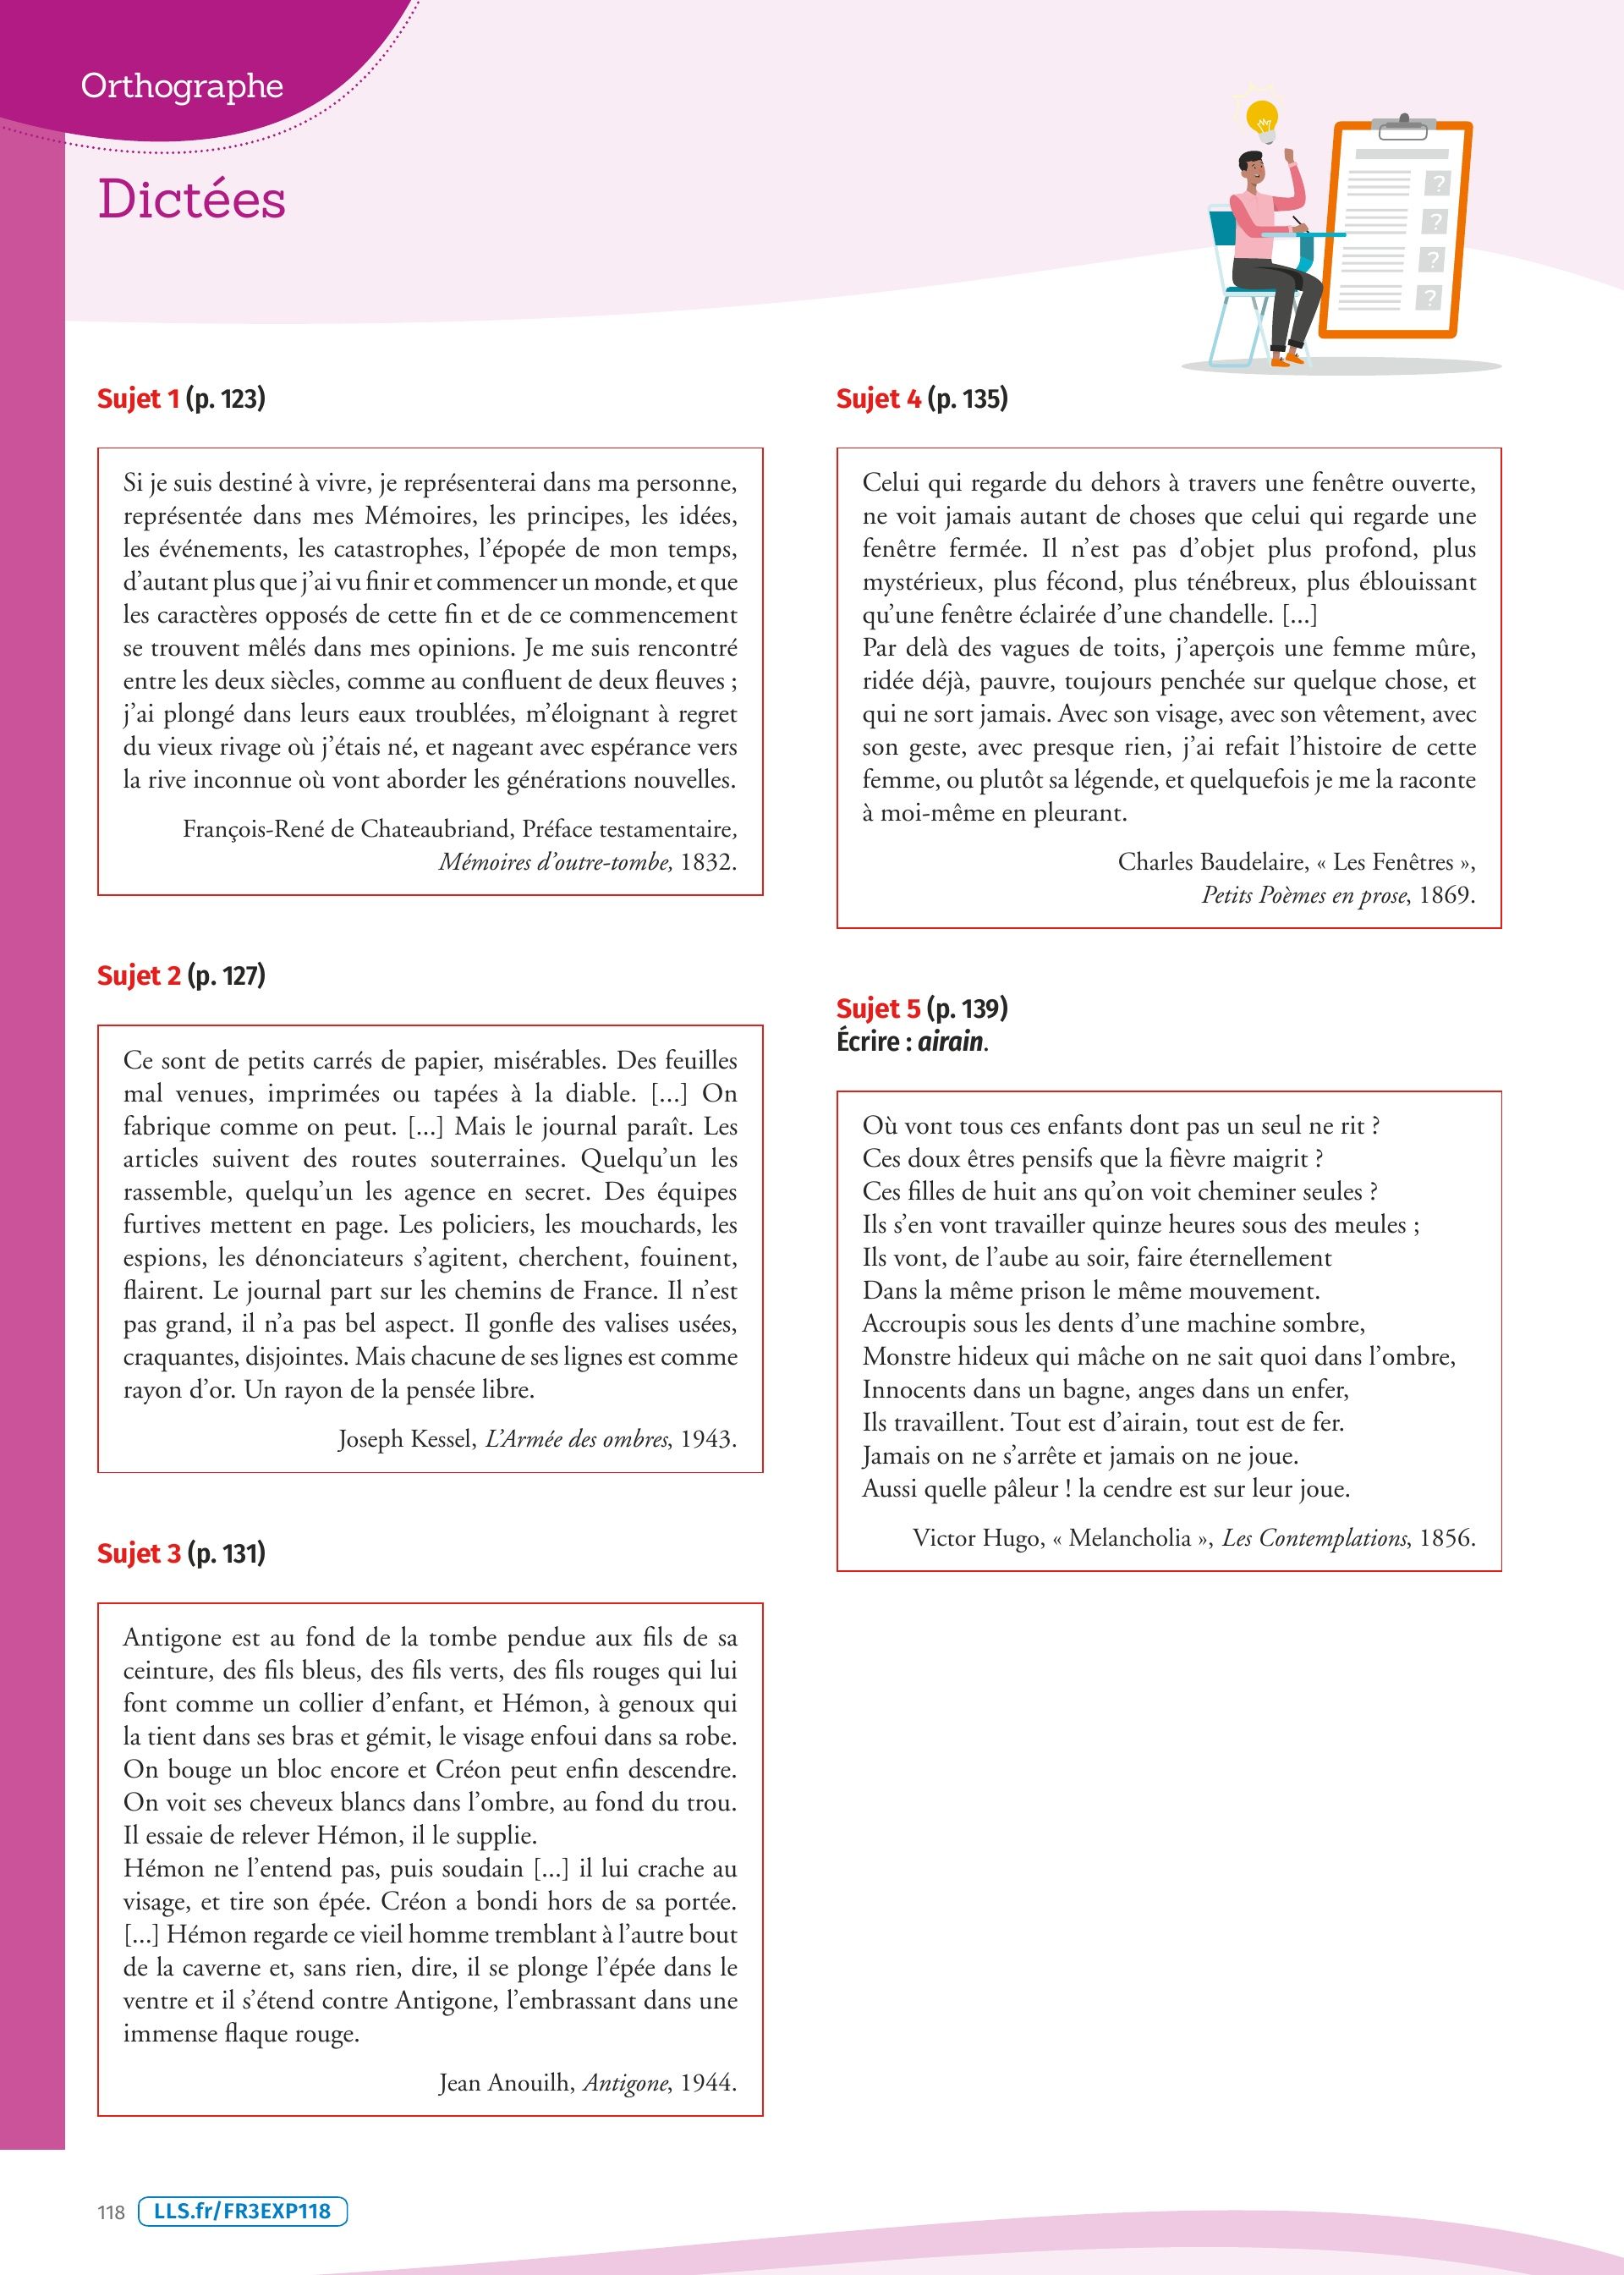 Orthographe
Dictées
Sujet 1 (p. 123)
Si je suis destiné à vivre, je représenterai dans ma personne,
représentée dans mes Mémoires, les principes, les idées,
les événements, les catastrophes, l’épopée de mon temps,
d’autant plus que j’ai vu finir et commencer un monde, et que
les caractères opposés de cette fin et de ce commencement
se trouvent mêlés dans mes opinions. Je me suis rencontré
entre les deux siècles, comme au confluent de deux fleuves ;
j’ai plongé dans leurs eaux troublées, m’éloignant à regret
du vieux rivage où j’étais né, et nageant avec espérance vers
la rive inconnue où vont aborder les générations nouvelles.
François-René de Chateaubriand, Préface testamentaire,
Mémoires d’outre-tombe, 1832.
Sujet 2 (p. 127)
Ce sont de petits carrés de papier, misérables. Des feuilles
mal venues, imprimées ou tapées à la diable. [...] On
fabrique comme on peut. [...] Mais le journal paraît. Les
articles suivent des routes souterraines. Quelqu’un les
rassemble, quelqu’un les agence en secret. Des équipes
furtives mettent en page. Les policiers, les mouchards, les
espions, les dénonciateurs s’agitent, cherchent, fouinent,
flairent. Le journal part sur les chemins de France. Il n’est
pas grand, il n’a pas bel aspect. Il gonfle des valises usées,
craquantes, disjointes. Mais chacune de ses lignes est comme
rayon d’or. Un rayon de la pensée libre.
Joseph Kessel, L’Armée des ombres, 1943.
Sujet 3 (p. 131)
Antigone est au fond de la tombe pendue aux fils de sa
ceinture, des fils bleus, des fils verts, des fils rouges qui lui
font comme un collier d’enfant, et Hémon, à genoux qui
la tient dans ses bras et gémit, le visage enfoui dans sa robe.
On bouge un bloc encore et Créon peut enfin descendre.
On voit ses cheveux blancs dans l’ombre, au fond du trou.
Il essaie de relever Hémon, il le supplie.
Hémon ne l’entend pas, puis soudain [...] il lui crache au
visage, et tire son épée. Créon a bondi hors de sa portée.
[...] Hémon regarde ce vieil homme tremblant à l’autre bout
de la caverne et, sans rien, dire, il se plonge l’épée dans le
ventre et il s’étend contre Antigone, l’embrassant dans une
immense flaque rouge.
Jean Anouilh, Antigone, 1944.
Sujet 4 (p. 135)
Celui qui regarde du dehors à travers une fenêtre ouverte,
ne voit jamais autant de choses que celui qui regarde une
fenêtre fermée. Il n’est pas d’objet plus profond, plus
mystérieux, plus fécond, plus ténébreux, plus éblouissant
qu’une fenêtre éclairée d’une chandelle. [...]
Par delà des vagues de toits, j’aperçois une femme mûre,
ridée déjà, pauvre, toujours penchée sur quelque chose, et
qui ne sort jamais. Avec son visage, avec son vêtement, avec
son geste, avec presque rien, j’ai refait l’histoire de cette
femme, ou plutôt sa légende, et quelquefois je me la raconte
à moi-même en pleurant.
Charles Baudelaire, « Les Fenêtres »,
Petits Poèmes en prose, 1869.
Sujet 5 (p. 139)
Écrire : airain.
Où vont tous ces enfants dont pas un seul ne rit ?
Ces doux êtres pensifs que la fièvre maigrit ?
Ces filles de huit ans qu’on voit cheminer seules ?
Ils s’en vont travailler quinze heures sous des meules ;
Ils vont, de l’aube au soir, faire éternellement
Dans la même prison le même mouvement.
Accroupis sous les dents d’une machine sombre,
Monstre hideux qui mâche on ne sait quoi dans l’ombre,
Innocents dans un bagne, anges dans un enfer,
Ils travaillent. Tout est d’airain, tout est de fer.
Jamais on ne s’arrête et jamais on ne joue.
Aussi quelle pâleur ! la cendre est sur leur joue.
Victor Hugo, « Melancholia », Les Contemplations, 1856.
?
?
?
?
118
LLS.fr/FR3EXP118